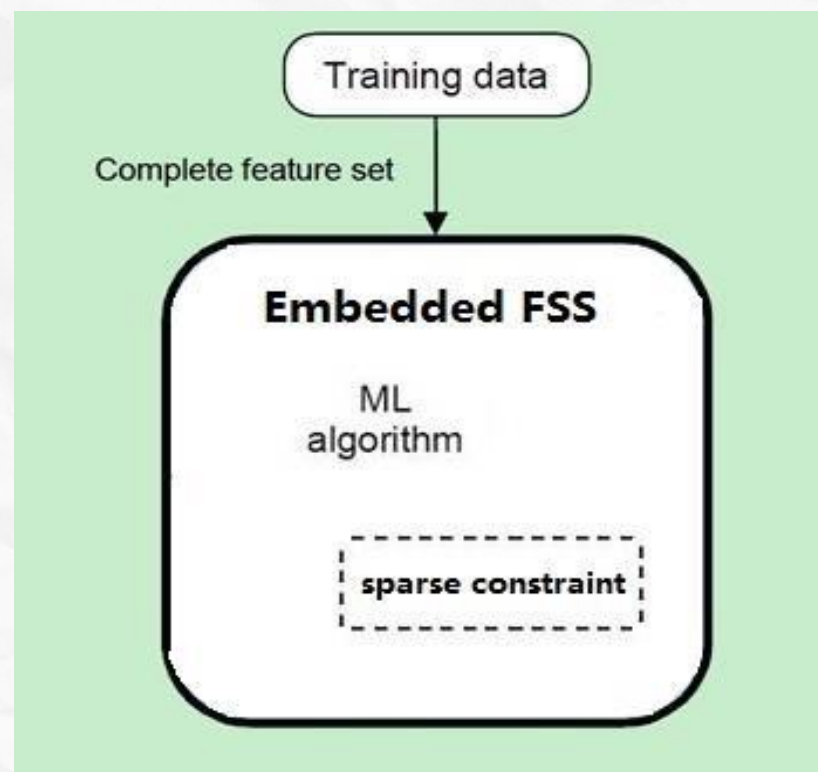 Training data
Complete feature set
Embedded FSS
ML
algorithm
sparse constraint